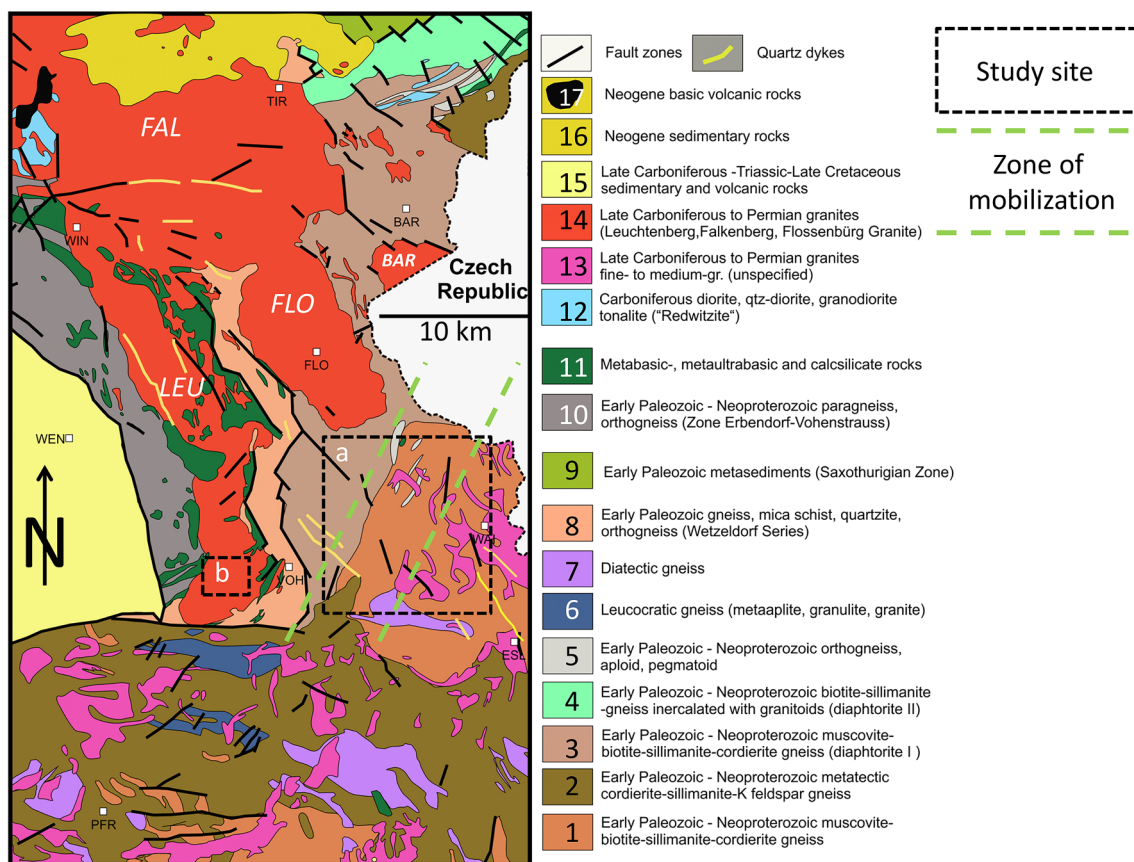 FAL
TIR
WIN
BAR
BAR
Czech
Republic
10 km
FLO
FLO
LEU
WEN
N
a
b
WAI
VOH
ESL
PFR
Fault zones
Quartz dykes
17 Neogene basic volcanic rocks
16 Neogene sedimentary rocks
15 Late Carboniferous -Triassic-Late Cretaceous
sedimentary and volcanic rocks
14 Late Carboniferous to Permian granites
(Leuchtenberg,Falkenberg, Flossenbürg Granite)
13 Late Carboniferous to Permian granites
fine- to medium-gr. (unspecified)
12 Carboniferous diorite, qtz-diorite, granodiorite
tonalite ("Redwitzite“)
11 Metabasic-, metaultrabasic and calcsilicate rocks
10 Early Paleozoic - Neoproterozoic paragneiss,
orthogneiss (Zone Erbendorf-Vohenstrauss)
9 Early Paleozoic metasediments (Saxothurigian Zone)
8 Early Paleozoic gneiss, mica schist, quartzite,
orthogneiss (Wetzeldorf Series)
7 Diatectic gneiss
6 Leucocratic gneiss (metaaplite, granulite, granite)
5 Early Paleozoic - Neoproterozoic orthogneiss,
aploid, pegmatoid
4 Early Paleozoic - Neoproterozoic biotite-sillimanite
-gneiss inercalated with granitoids (diaphtorite II)
3 Early Paleozoic - Neoproterozoic muscovite-
biotite-sillimanite-cordierite gneiss (diaphtorite I )
2 Early Paleozoic - Neoproterozoic metatectic
cordierite-sillimanite-K feldspar gneiss
1 Early Paleozoic - Neoproterozoic muscovite-
biotite-sillimanite-cordierite gneiss
Study site
Zone of
mobilization